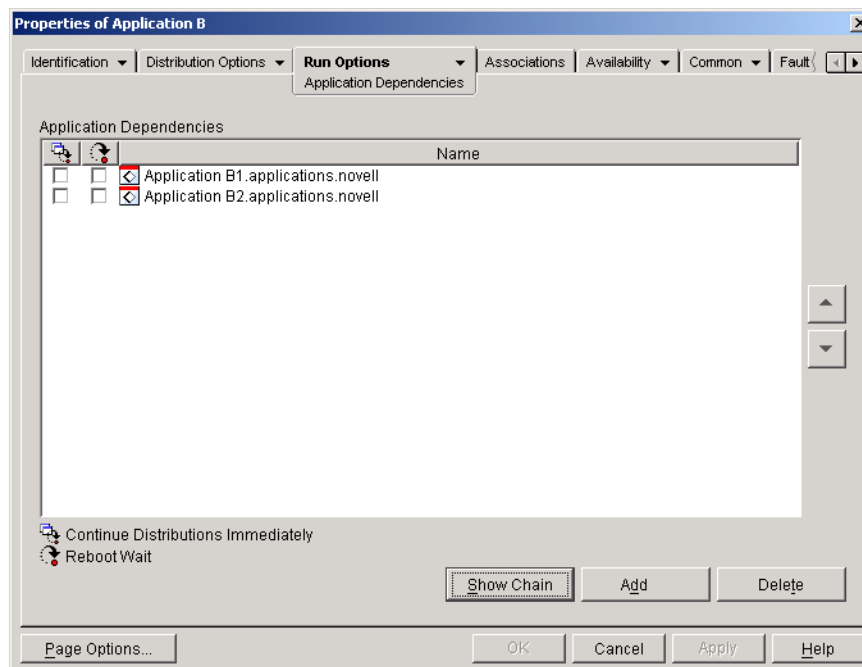 Properties of Application B
Identification Distribution Options Run Options Associations Availability Common Fault
Application Dependencies
Application Dependencies
Name
Application B1.applications.novell
Application B2.applications.novell
Continue Distributions Immediately
Reboot Wait
Show Chain Add Delete
Page Options... OK Cancel Apply Help